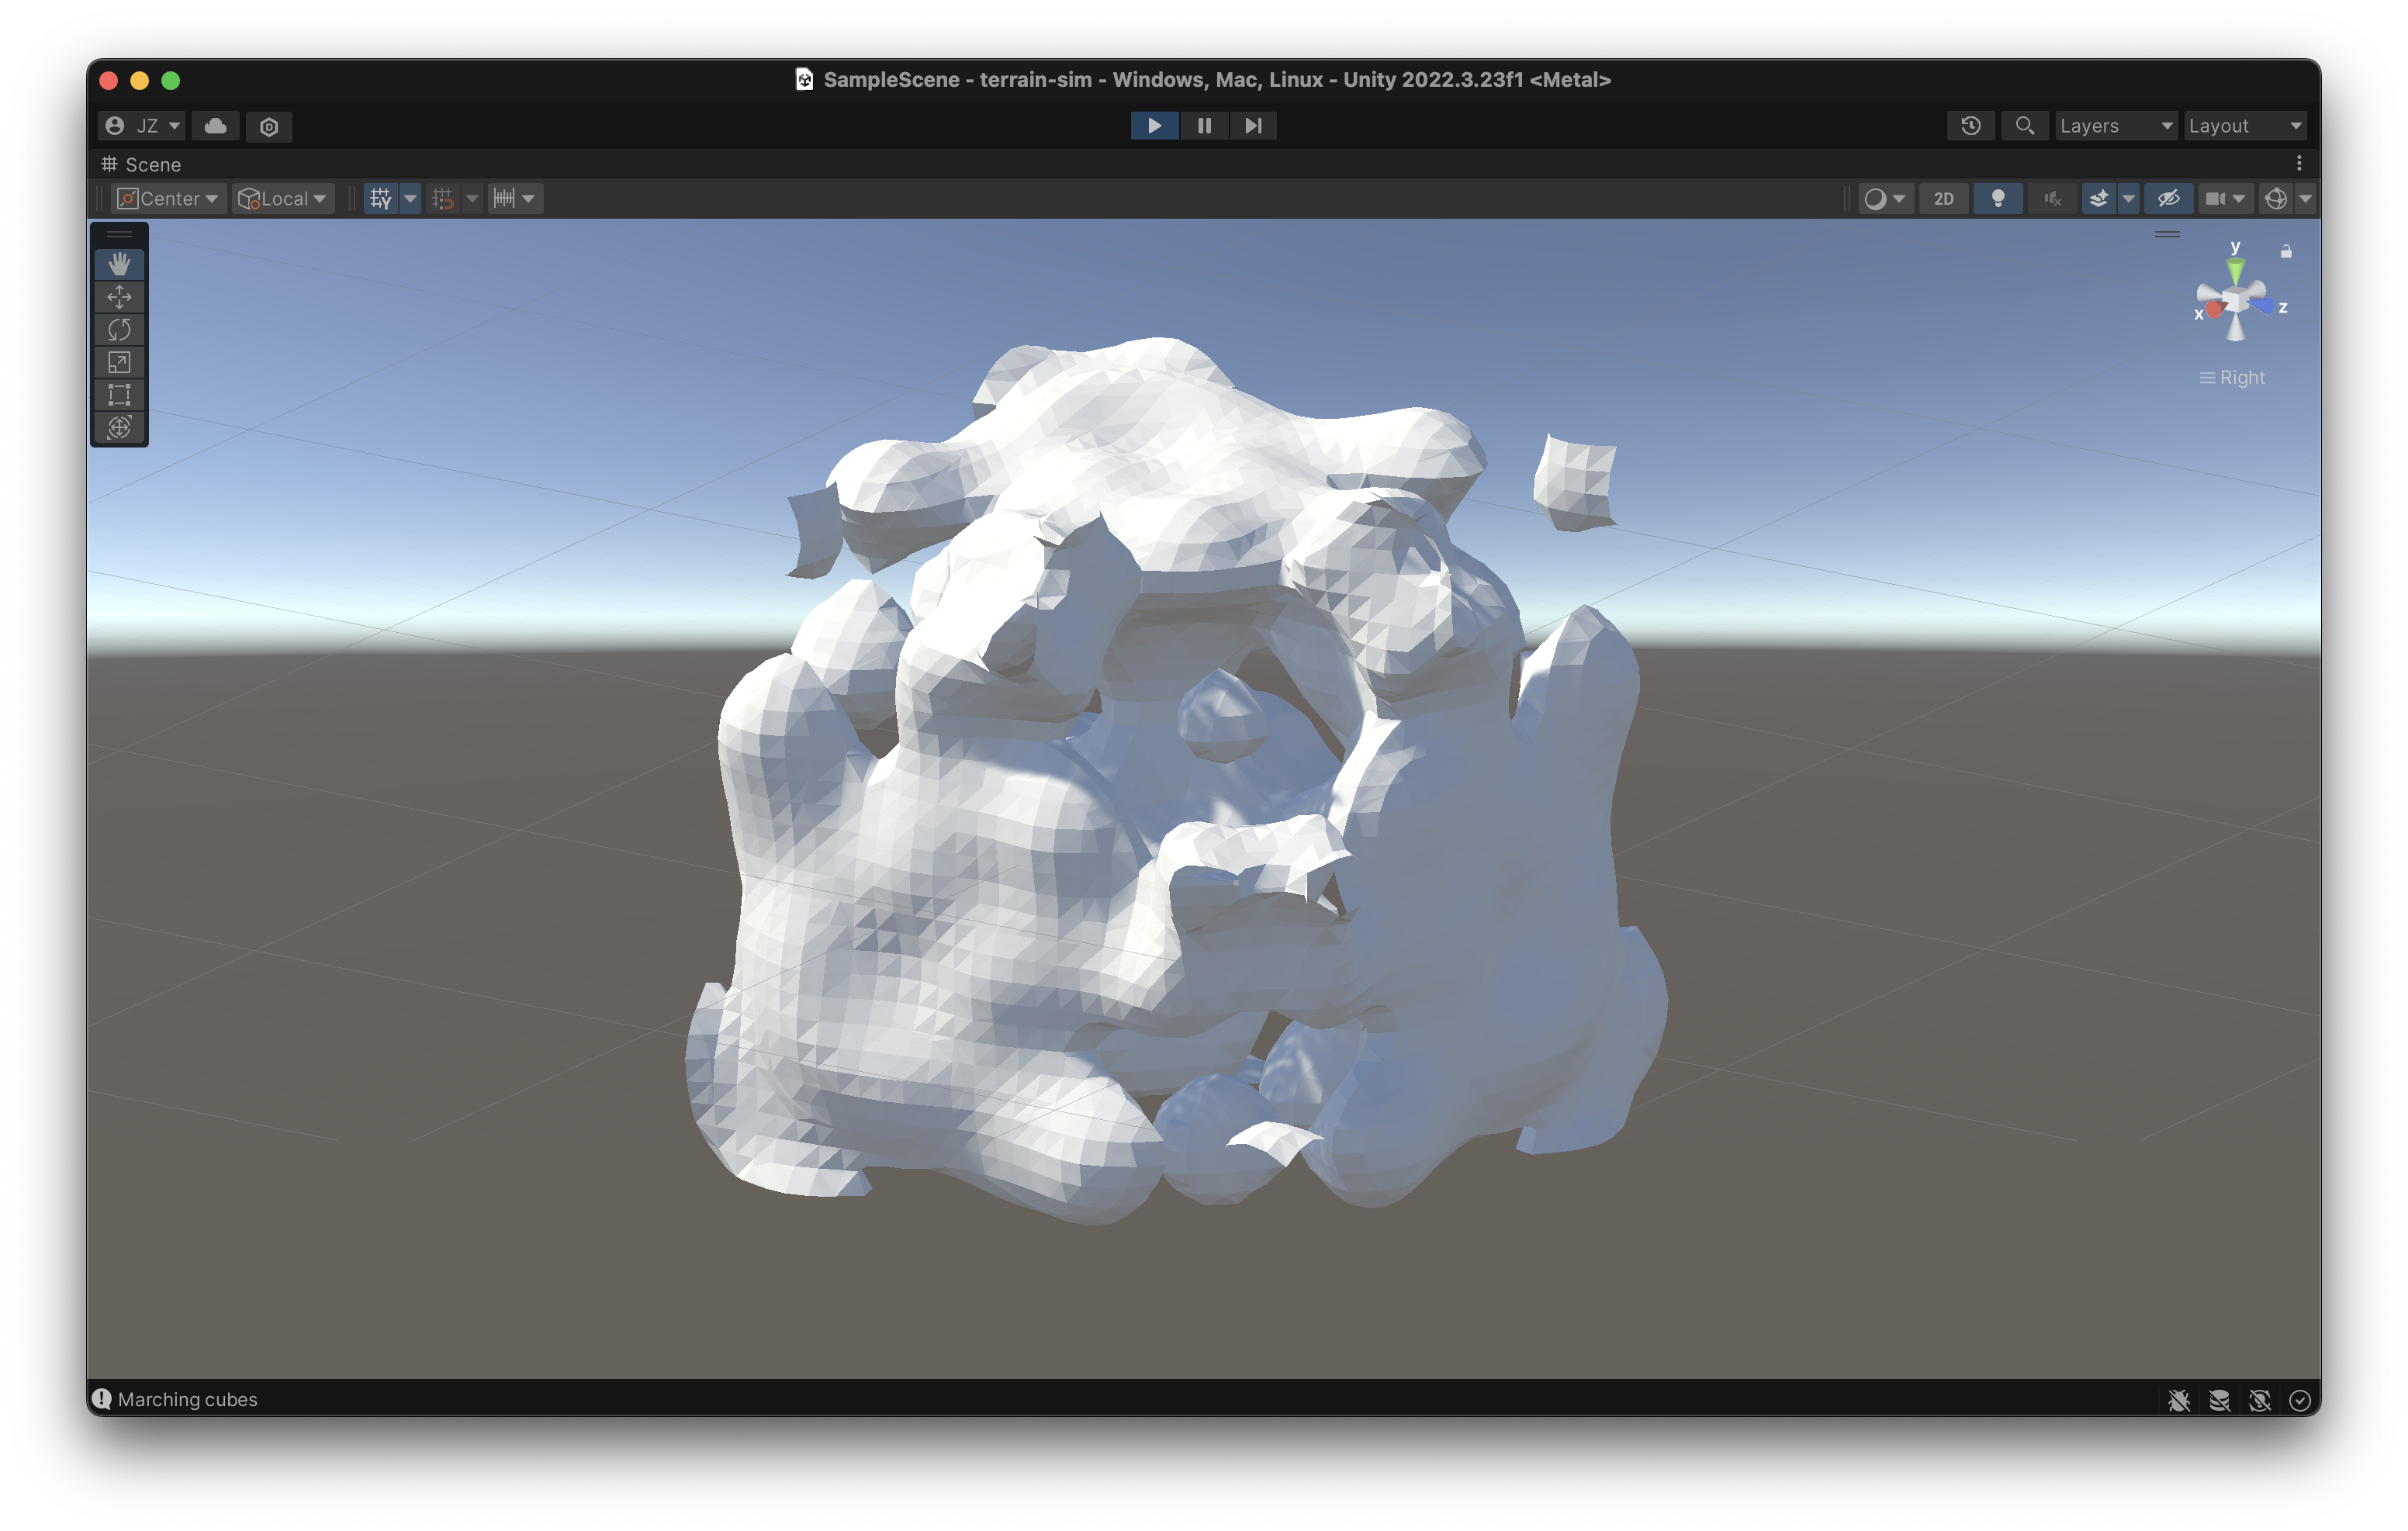 SampleScene - terrain-sim - Windows, Mac, Linux - Unity 2022.3.23f1 <Metal>
JZ
Layers
Layout
Scene
Center
Local
2D
y
x
z
Right
Marching cubes